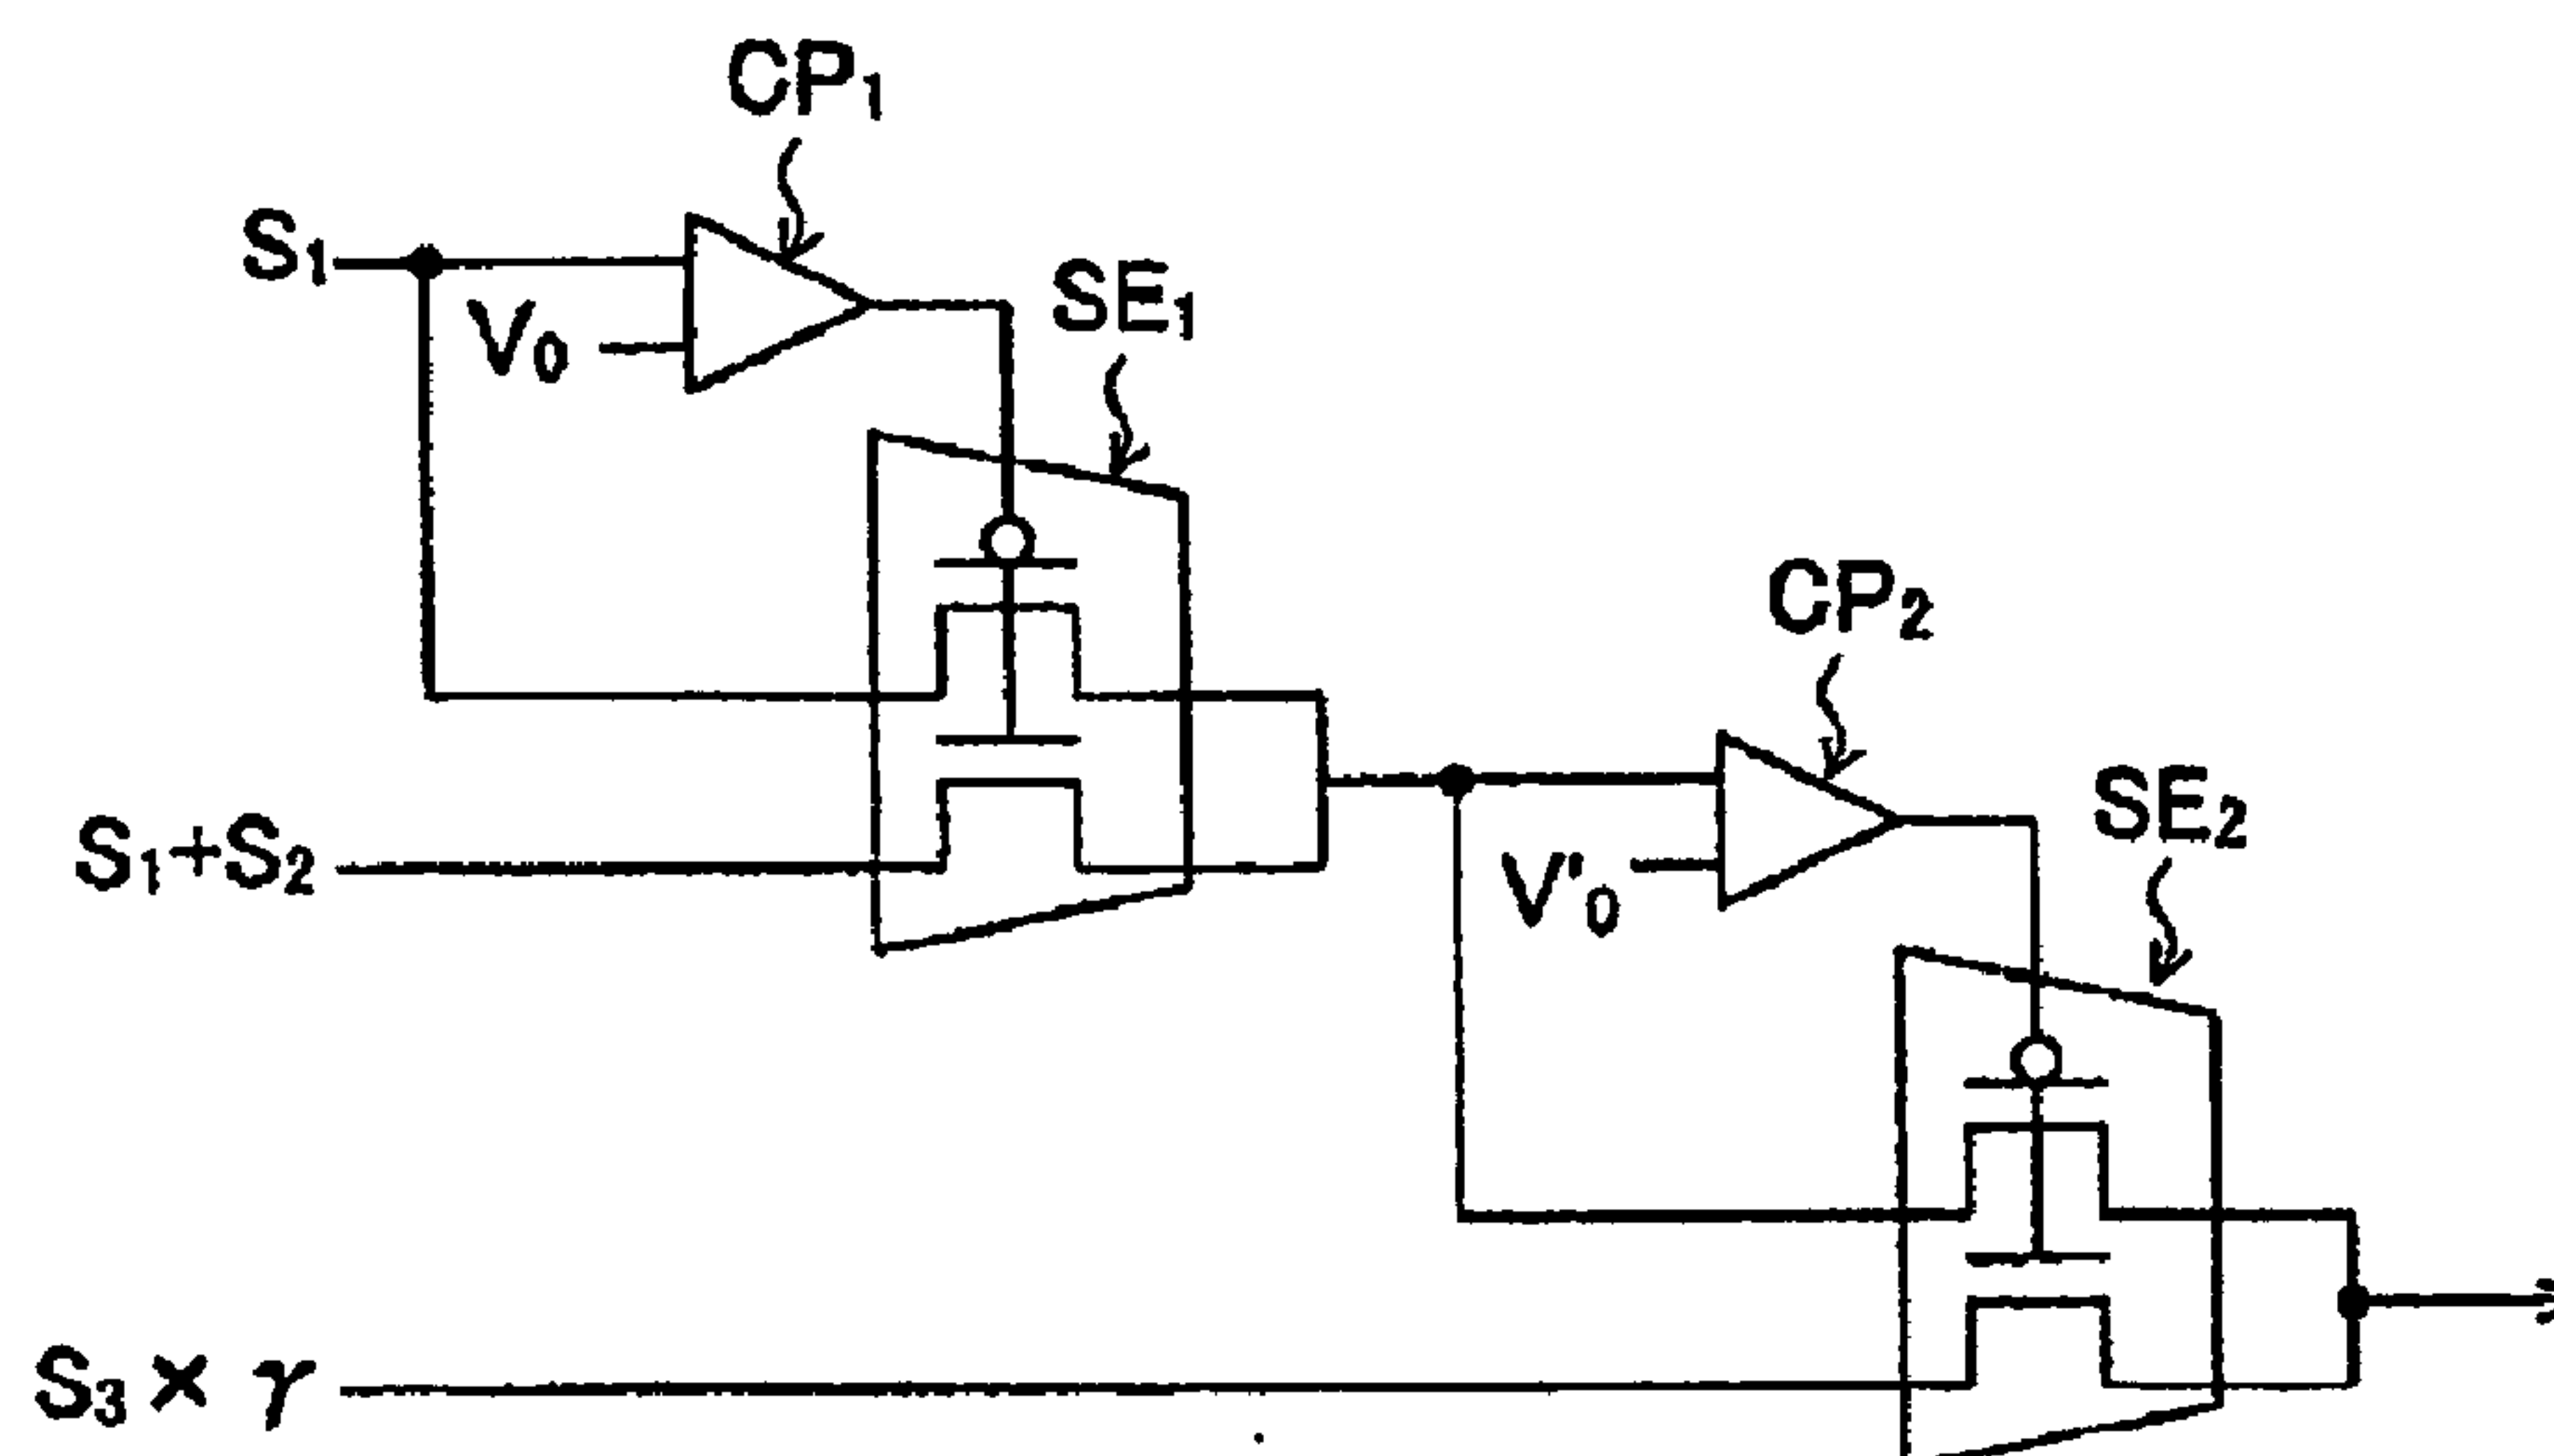 CP₁
S₁
V₀
SE₁
CP₂
S₁+S₂
V'₀
SE₂
S₃ × γ